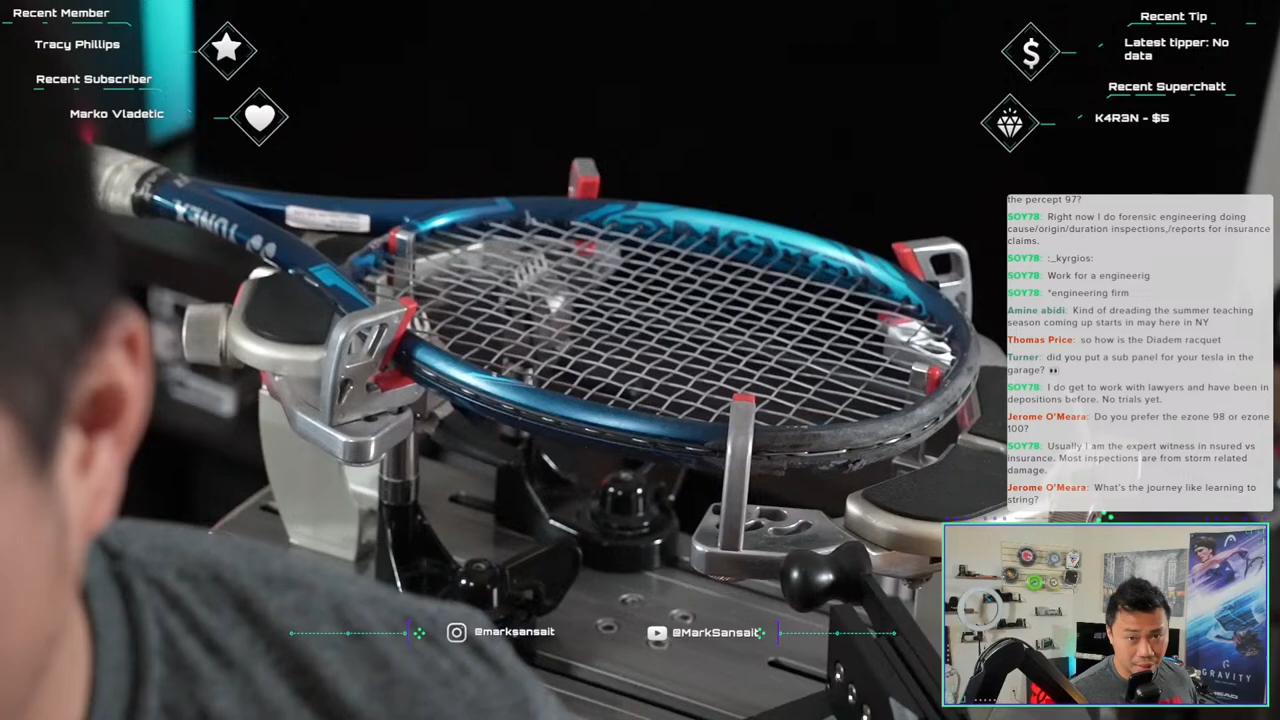 Recent Member
Tracy Phillips
Recent Subscriber
Marko Vladetic
Recent Tip
Latest tipper: No
data
Recent Superchatt
K4R3N - $5
YONEX
the percept 97?
SOY78: Right now I do forensic engineering doing
cause/origin/duration inspections,/reports for insurance
claims.
SOY78: :_kyrgios:
SOY78: Work for a engineerig
SOY78: *engineering firm
Amine abidi: Kind of dreading the summer teaching
season coming up starts in may here in NY
Thomas Price: so how is the Diadem racquet
Turner: did you put a sub panel for your tesla in the
garage? 👀
SOY78: I do get to work with lawyers and have been in
depositions before. No trials yet.
Jerome O'Meara: Do you prefer the ezone 98 or ezone
100?
SOY78: Usually I am the expert witness in nsured vs
insurance. Most inspections are from storm related
damage.
Jerome O'Meara: What's the journey like learning to
string?
@marksansait
@MarkSansait
HEAD
GRAVITY
HEAD